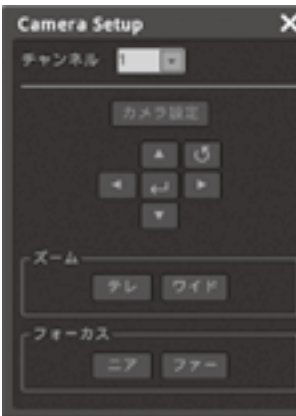 Camera Setup
チャンネル 1
カメラ設定
ズーム
テレ ワイド
フォーカス
ニア ファー